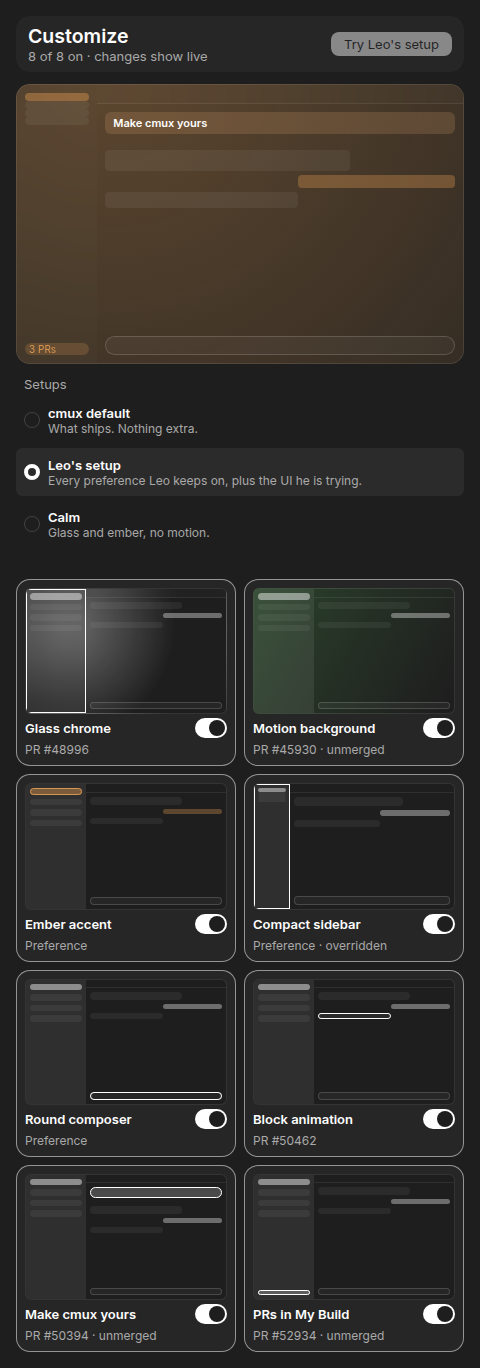 Customize
8 of 8 on · changes show live
Try Leo's setup
Make cmux yours
3 PRs
Setups
cmux default
What ships. Nothing extra.
Leo's setup
Every preference Leo keeps on, plus the UI he is trying.
Calm
Glass and ember, no motion.
Glass chrome
PR #48996
Motion background
PR #45930 · unmerged
Ember accent
Preference
Compact sidebar
Preference · overridden
Round composer
Preference
Block animation
PR #50462
Make cmux yours
PR #50394 · unmerged
PRs in My Build
PR #52934 · unmerged